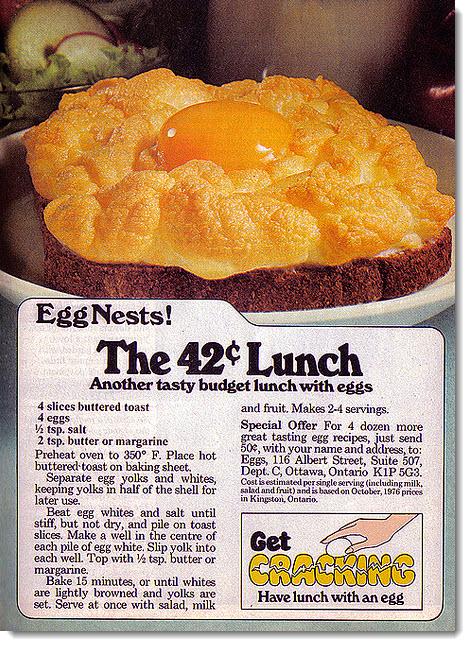 Egg Nests!
The 42¢ Lunch
Another tasty budget lunch with eggs
4 slices buttered toast
4 eggs
½ tsp. salt
2 tsp. butter or margarine
Preheat oven to 350° F. Place hot
buttered toast on baking sheet.
Separate egg yolks and whites,
keeping yolks in half of the shell for
later use.
Beat egg whites and salt until
stiff, but not dry, and pile on toast
slices. Make a well in the centre of
each pile of egg white. Slip yolk into
each well. Top with ½ tsp. butter or
margarine.
Bake 15 minutes, or until whites
are lightly browned and yolks are
set. Serve at once with salad, milk
and fruit. Makes 2-4 servings.
Special Offer For 4 dozen more
great tasting egg recipes, just send
50¢, with your name and address, to:
Eggs, 116 Albert Street, Suite 507,
Dept. C, Ottawa, Ontario K1P 5G3.
Cost is estimated per single serving (including milk,
salad and fruit) and is based on October, 1976 prices
in Kingston, Ontario.
Get
CRACKING
Have lunch with an egg